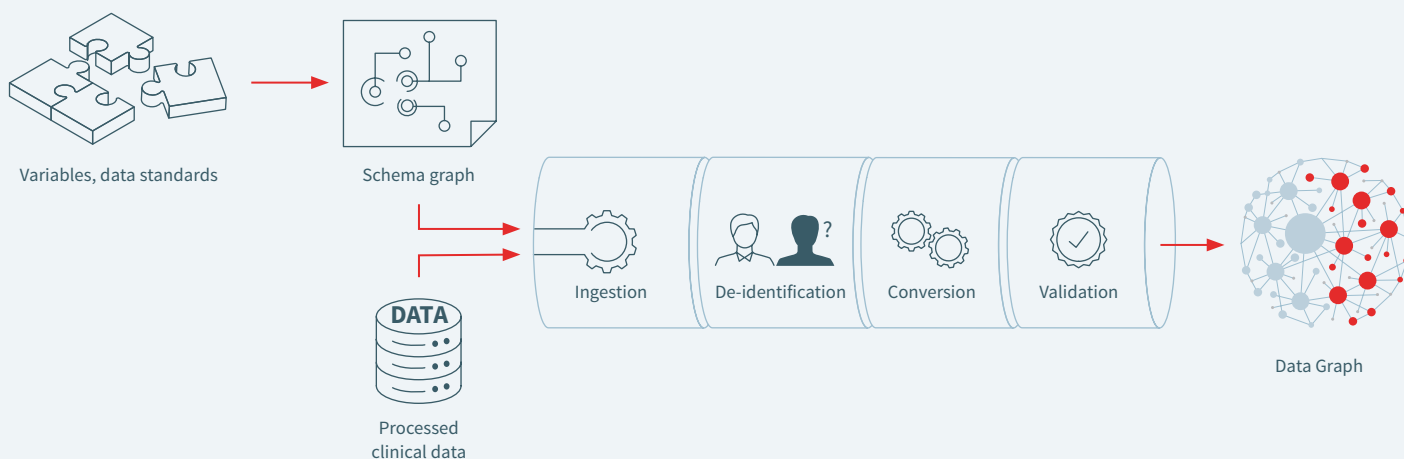 Variables, data standards
Schema graph
DATA
Processed
clinical data
Ingestion
?
De-identification
Conversion
Validation
Data Graph